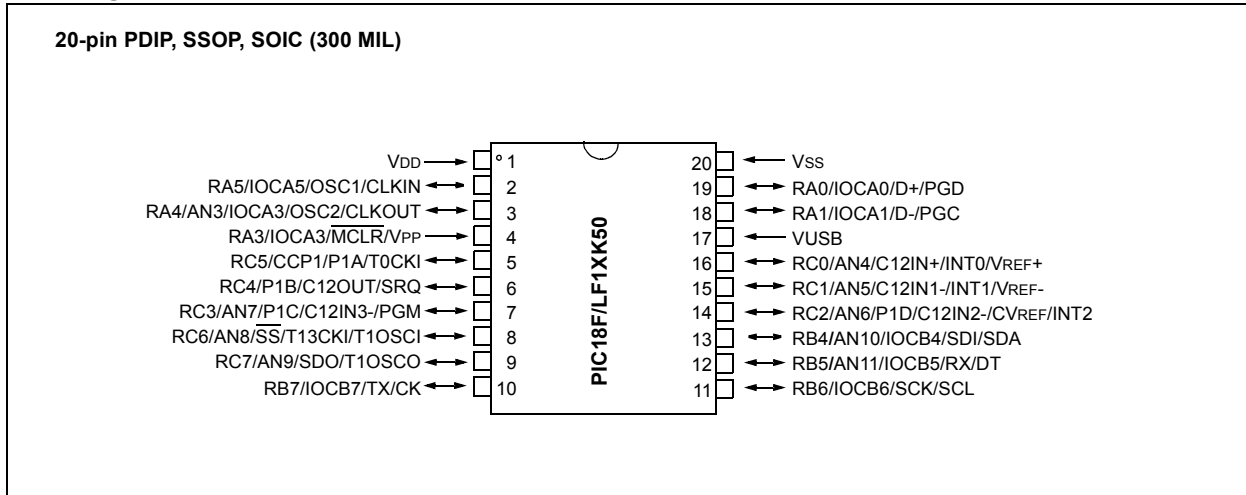 20-pin PDIP, SSOP, SOIC (300 MIL)
VDD 1 20 VSS
RA5/IOCA5/OSC1/CLKIN 2 19 RA0/IOCA0/D+/PGD
RA4/AN3/IOCA3/OSC2/CLKOUT 3 18 RA1/IOCA1/D-/PGC
RA3/IOCA3/MCLR/VPP 4 17 VUSB
RC5/CCP1/P1A/T0CKI 5 16 RC0/AN4/C12IN+/INT0/VREF+
RC4/P1B/C12OUT/SRQ 6 15 RC1/AN5/C12IN1-/INT1/VREF-
RC3/AN7/P1C/C12IN3-/PGM 7 14 RC2/AN6/P1D/C12IN2-/CVREF/INT2
RC6/AN8/SS/T13CKI/T1OSCI 8 13 RB4/AN10/IOCB4/SDI/SDA
RC7/AN9/SDO/T1OSCO 9 12 RB5/AN11/IOCB5/RX/DT
RB7/IOCB7/TX/CK 10 11 RB6/IOCB6/SCK/SCL
PIC18F/LF1XK50